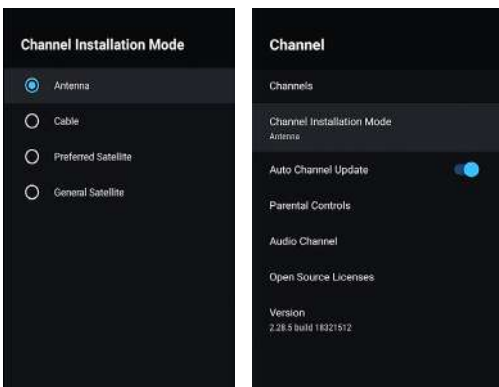 Channel Installation Mode
Antenna
Cable
Preferred Satellite
General Satellite
Channel
Channels
Channel Installation Mode
Antenna
Auto Channel Update
Parental Controls
Audio Channel
Open Source Licenses
Version
2.28.5 build 18321512